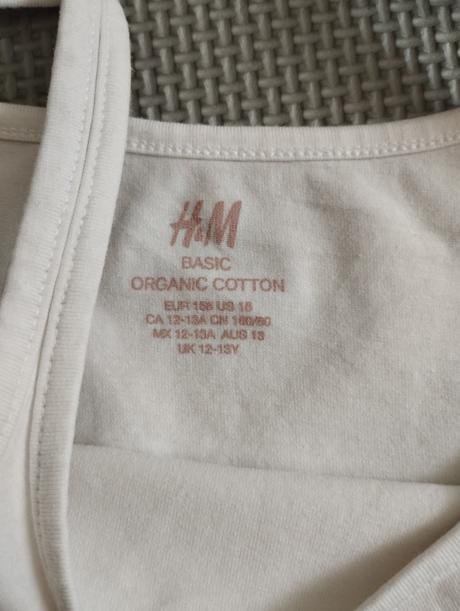 H&M
BASIC
ORGANIC COTTON
EUR 158 US 16
CA 12-13A CN 160/80
MX 12-13A AUS 13
UK 12-13Y